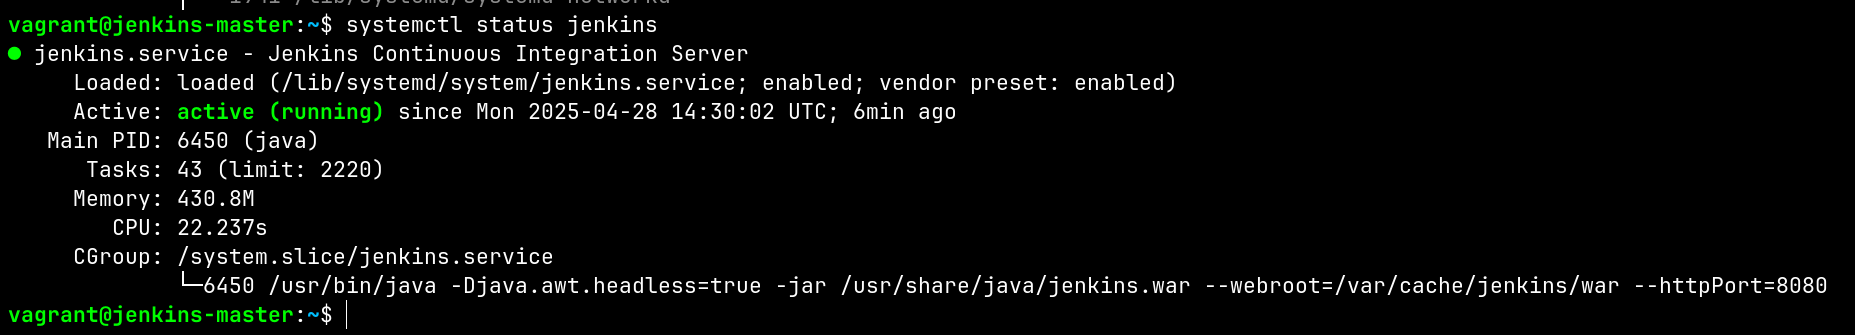 vagrant@jenkins-master:~$ systemctl status jenkins
● jenkins.service - Jenkins Continuous Integration Server
     Loaded: loaded (/lib/systemd/system/jenkins.service; enabled; vendor preset: enabled)
     Active: active (running) since Mon 2025-04-28 14:30:02 UTC; 6min ago
   Main PID: 6450 (java)
      Tasks: 43 (limit: 2220)
     Memory: 430.8M
        CPU: 22.237s
     CGroup: /system.slice/jenkins.service
             └─6450 /usr/bin/java -Djava.awt.headless=true -jar /usr/share/java/jenkins.war --webroot=/var/cache/jenkins/war --httpPort=8080
vagrant@jenkins-master:~$